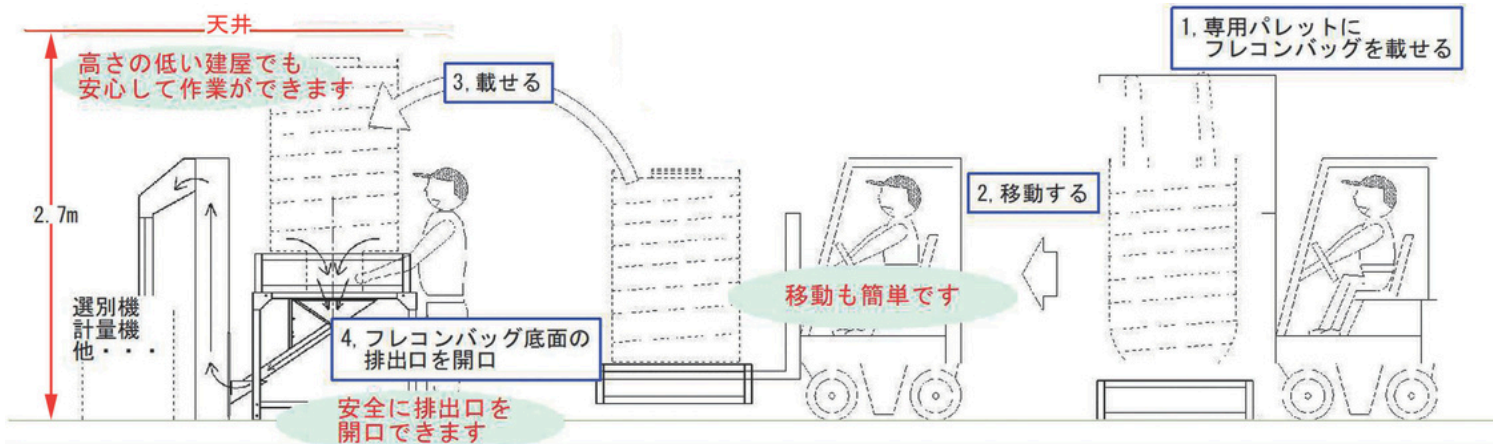 天井
高さの低い建屋でも
安心して作業ができます
3,載せる
1,専用パレットに
フレコンバッグを載せる
2,移動する
2.7m
移動も簡単です
選別機
計量機
他・・・
4,フレコンバッグ底面の
排出口を開口
安全に排出口を
開口できます